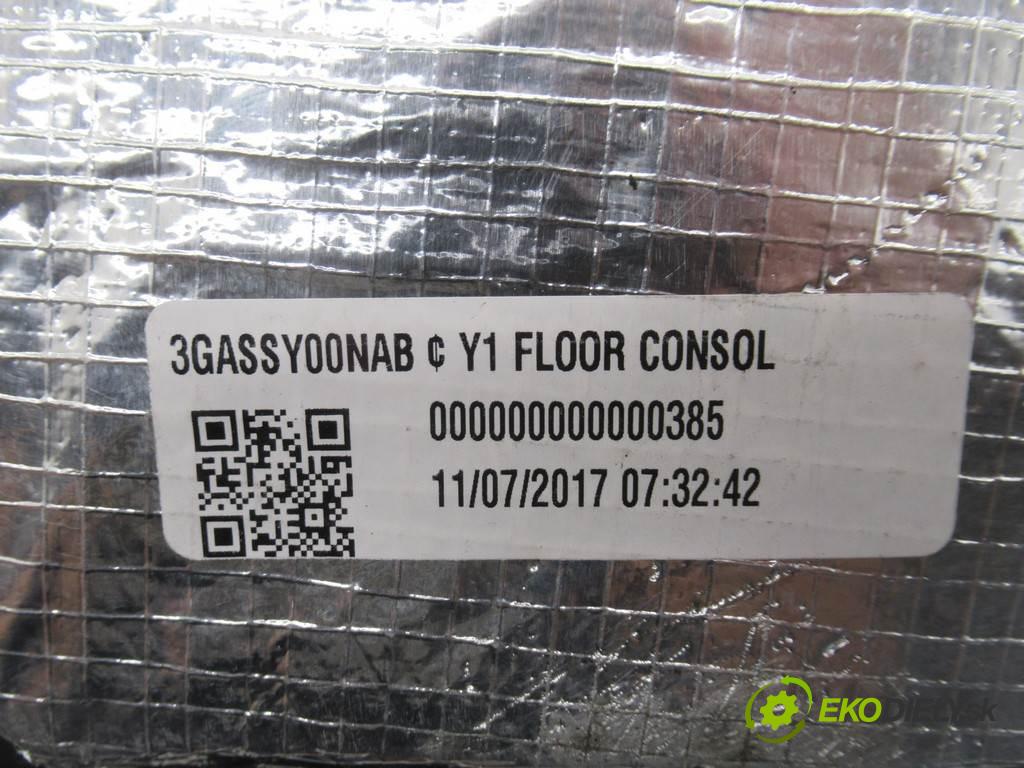 3GASSY00NAB ¢ Y1 FLOOR CONSOL
000000000000385
11/07/2017 07:32:42
EKODIELY.sk